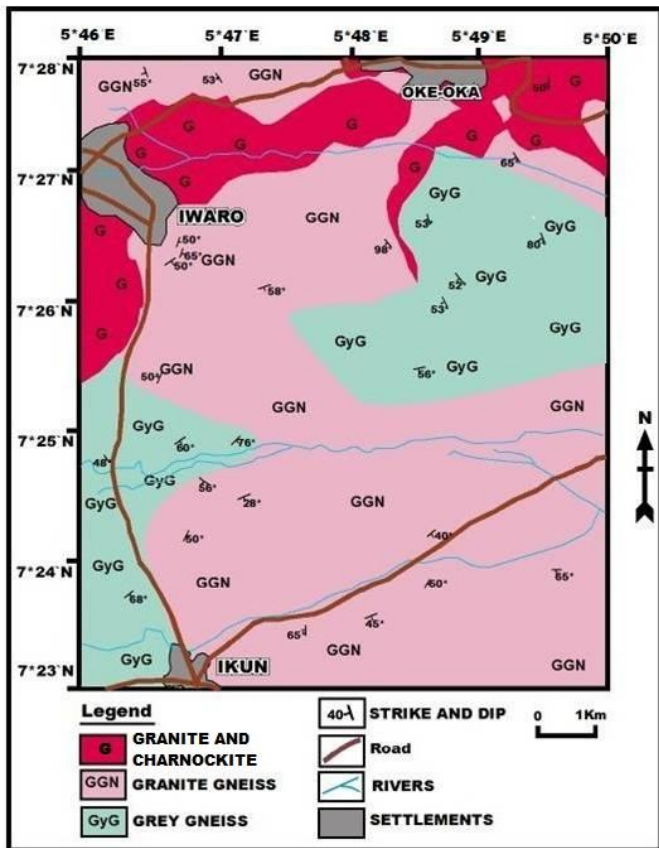 5°46 5°47 5°48 5°49 5°50
7°28`N
GGN 55° 53° GGN OKE-OKA 50° G
G G G G G
G 65°
7°27`N
G G GyG
IWARO GGN 53° GyG
G 50° 98 80
65° GGN
50° 52 GyG
G 58° 53
7°26`N
G GyG GyG
GGN GyG
50 56°
GGN GGN
7°25`N
GyG 60° 76°
48
GyG 56°
GyG 28° GGN
50° 40°
7°24`N
GyG GGN 50° 65°
68°
65 45°
GyG IKUN GGN GGN
7°23`N
N
Legend
G GRANITE AND
CHARNOCKITE
GGN GRANITE GNEISS
GyG GREY GNEISS
40 STRIKE AND DIP
Road
RIVERS
SETTLEMENTS
0 1Km